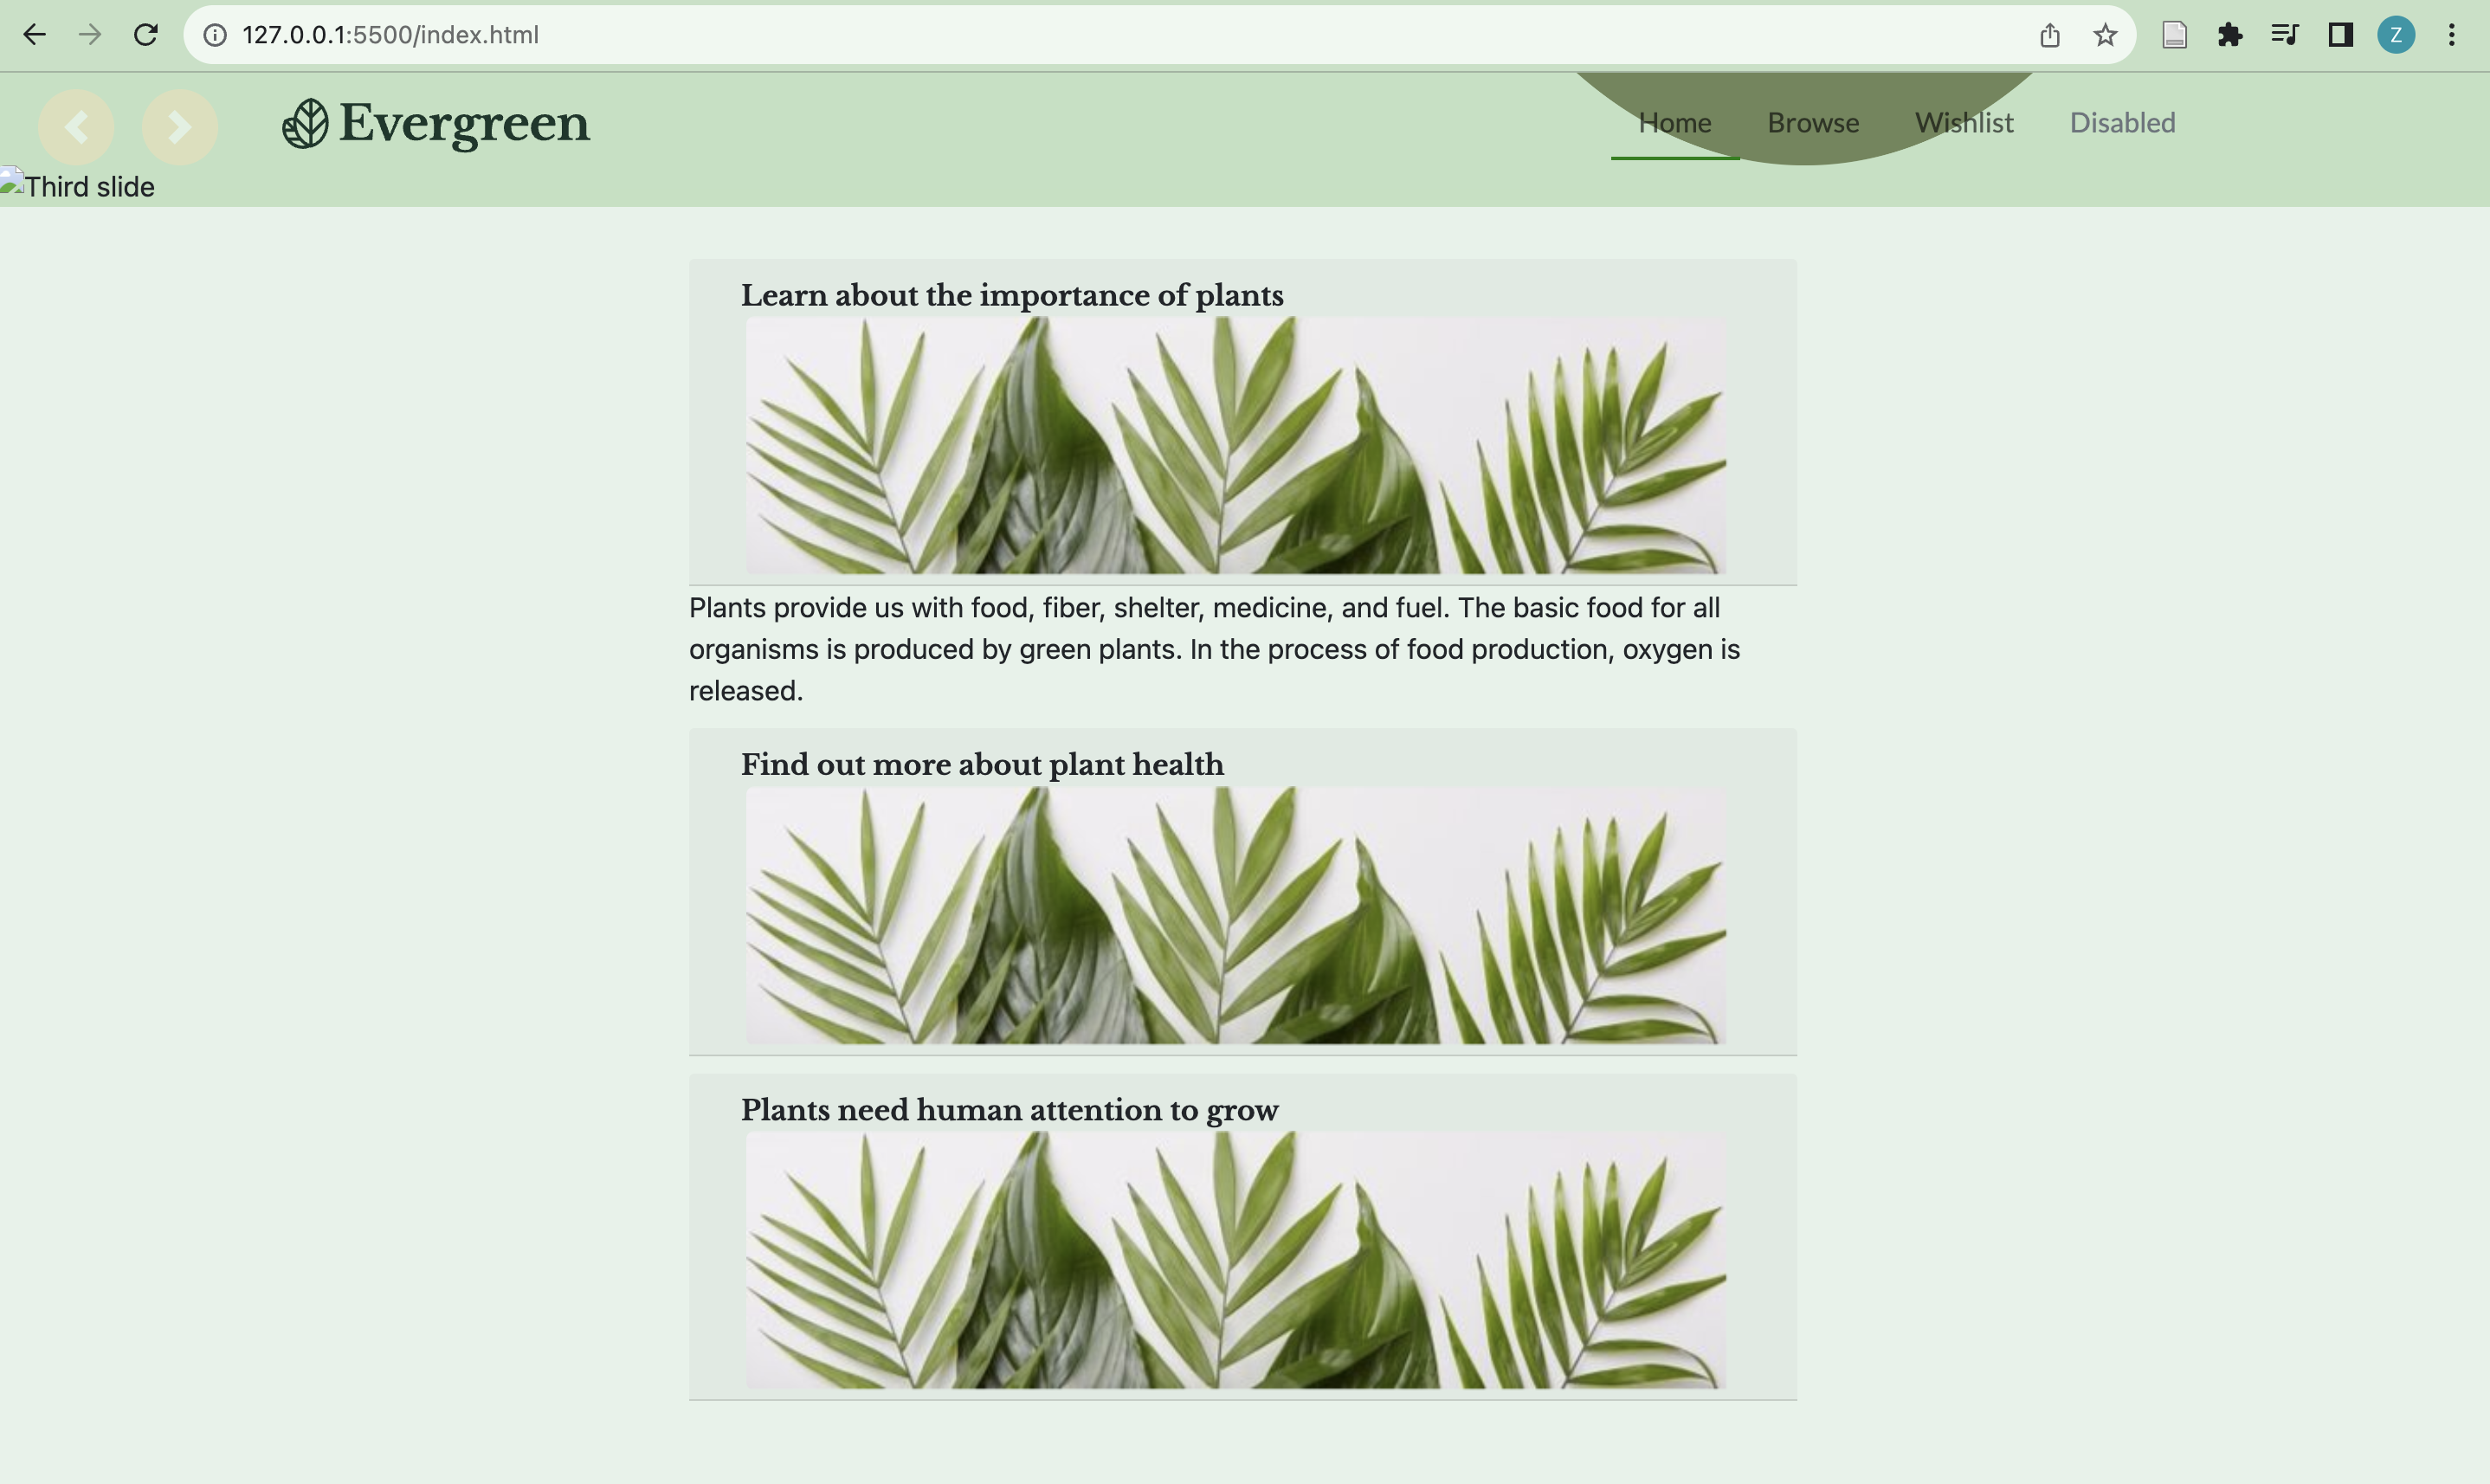 127.0.0.1:5500/index.html
Z
Evergreen
Home Browse Wishlist Disabled
Third slide
Learn about the importance of plants
Plants provide us with food, fiber, shelter, medicine, and fuel. The basic food for all
organisms is produced by green plants. In the process of food production, oxygen is
released.
Find out more about plant health
Plants need human attention to grow